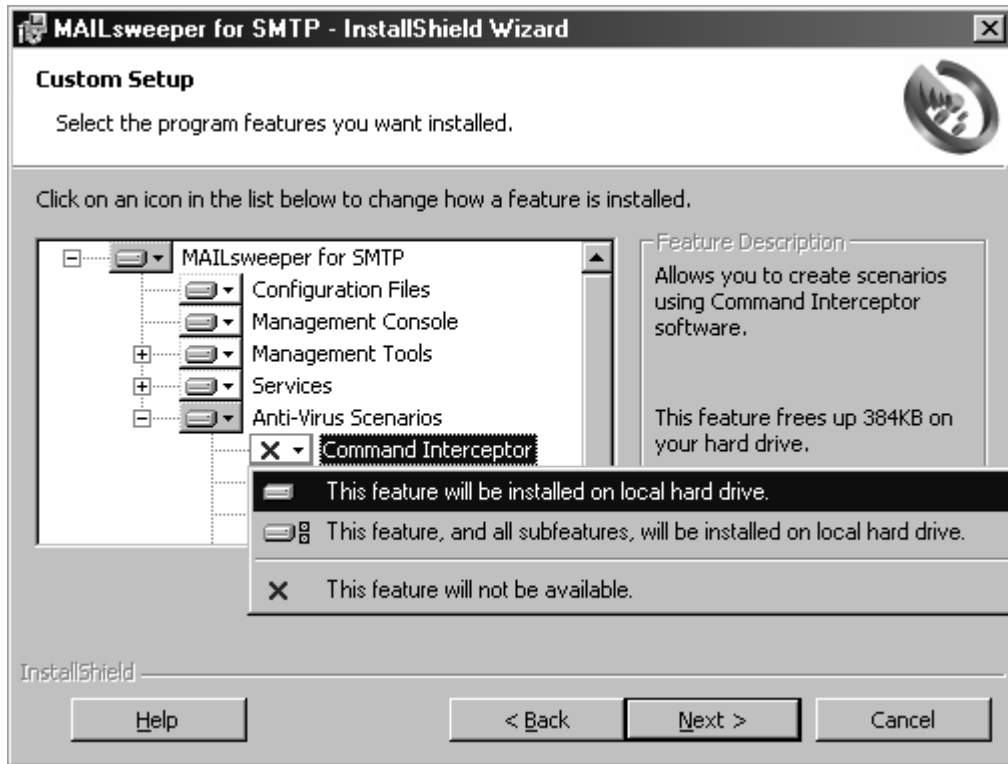 MAILsweeper for SMTP - InstallShield Wizard
Custom Setup
Select the program features you want installed.
Click on an icon in the list below to change how a feature is installed.
MAILsweeper for SMTP
Configuration Files
Management Console
Management Tools
Services
Anti-Virus Scenarios
Command Interceptor
Feature Description
Allows you to create scenarios
using Command Interceptor
software.
This feature frees up 384KB on
your hard drive.
This feature will be installed on local hard drive.
This feature, and all subfeatures, will be installed on local hard drive.
This feature will not be available.
InstallShield
Help
< Back
Next >
Cancel